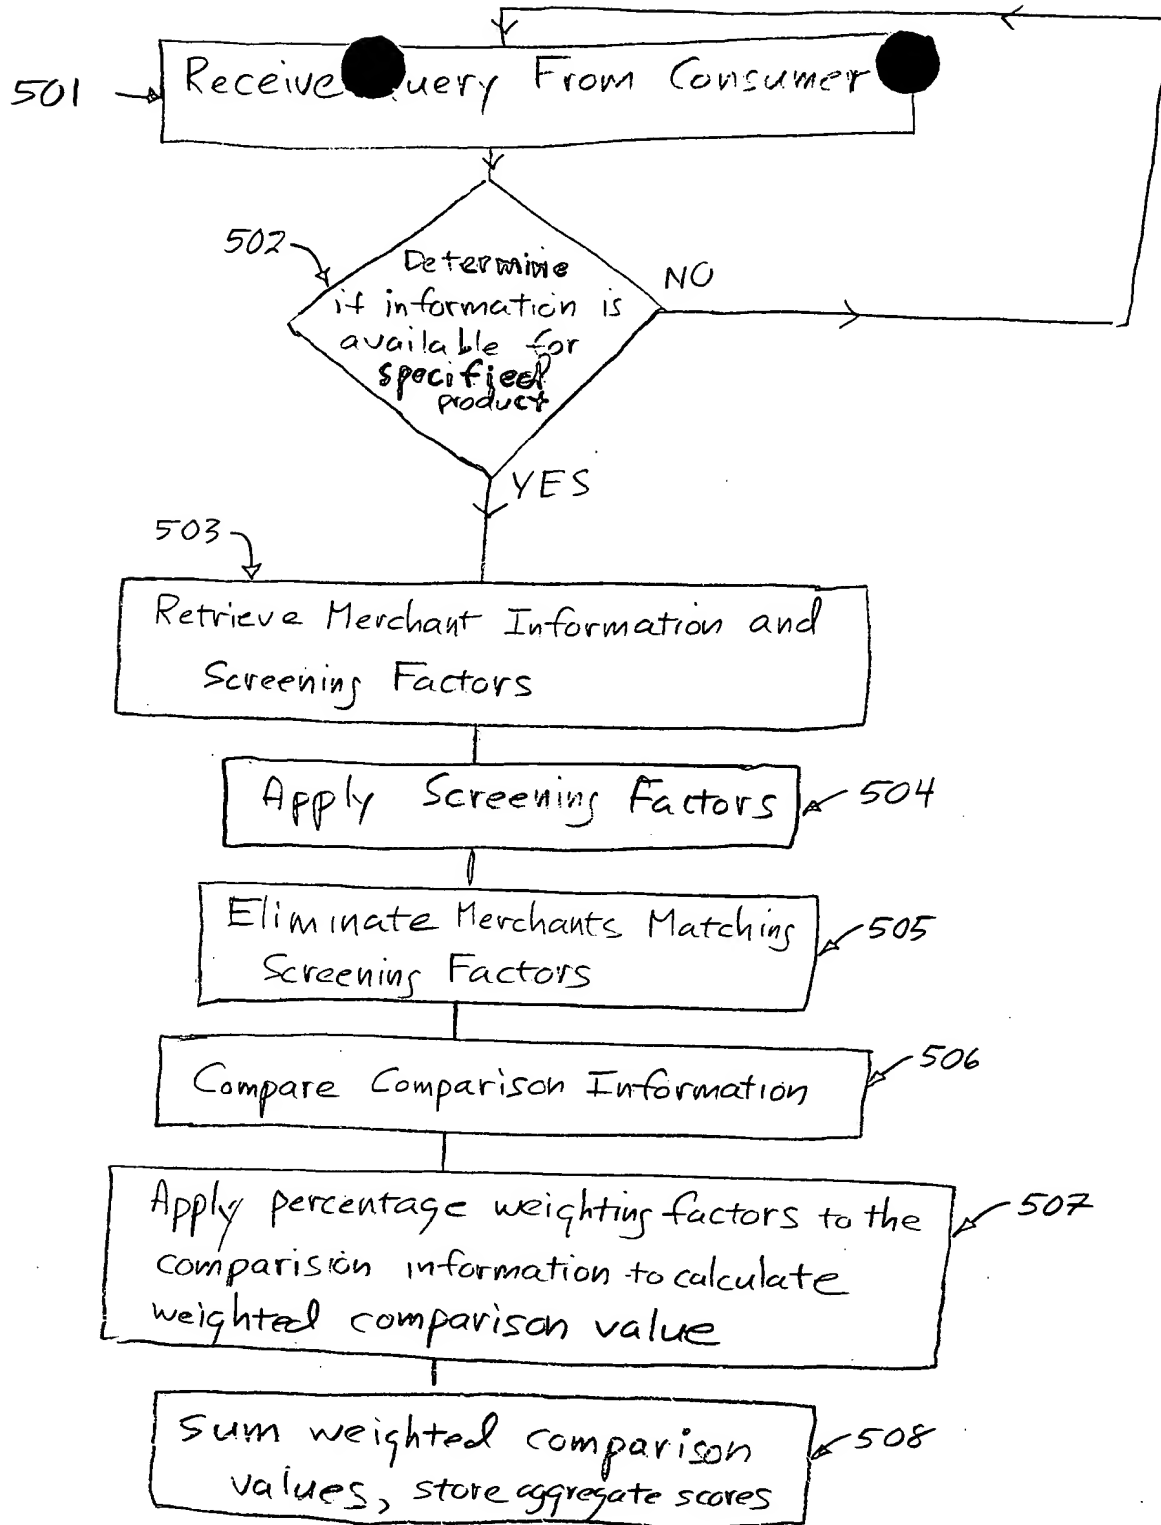 501
Receive uery From Consumer
502
Determine
if information is
available for
specified
product
NO
YES
503
Retrieve Merchant Information and
Screening Factors
Apply Screening Factors
504
Eliminate Merchants Matching
Screening Factors
505
Compare Comparison Information
506
Apply percentage weighting factors to the
comparision information to calculate
weighted comparison value
507
Sum weighted comparison
values, store aggregate scores
508